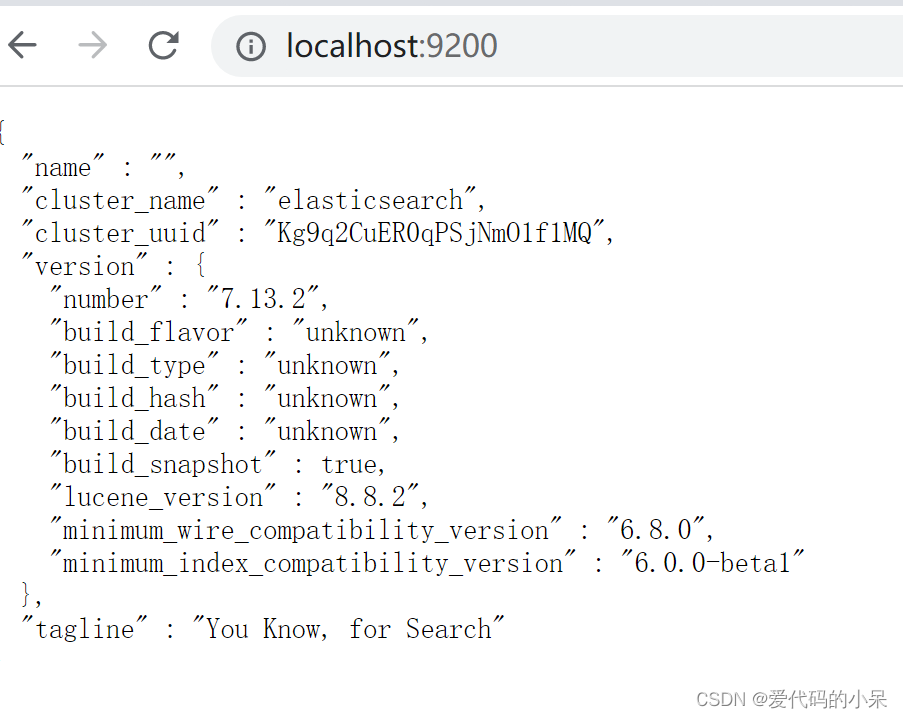 localhost:9200
{
"name" : "",
"cluster_name" : "elasticsearch",
"cluster_uuid" : "Kg9q2CuER0qPSjNmO1f1MQ",
"version" : {
"number" : "7.13.2",
"build_flavor" : "unknown",
"build_type" : "unknown",
"build_hash" : "unknown",
"build_date" : "unknown",
"build_snapshot" : true,
"lucene_version" : "8.8.2",
"minimum_wire_compatibility_version" : "6.8.0",
"minimum_index_compatibility_version" : "6.0.0-beta1"
},
"tagline" : "You Know, for Search"
CSDN @爱代码的小呆